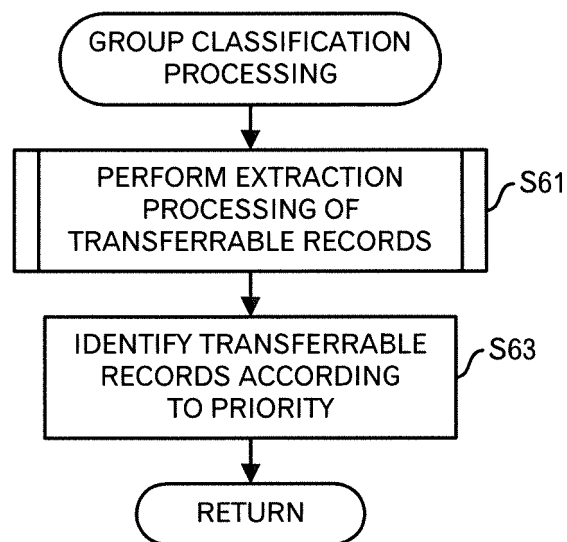 GROUP CLASSIFICATION
PROCESSING
PERFORM EXTRACTION
PROCESSING OF
TRANSFERRABLE RECORDS
S61
IDENTIFY TRANSFERRABLE
RECORDS ACCORDING
TO PRIORITY
S63
RETURN